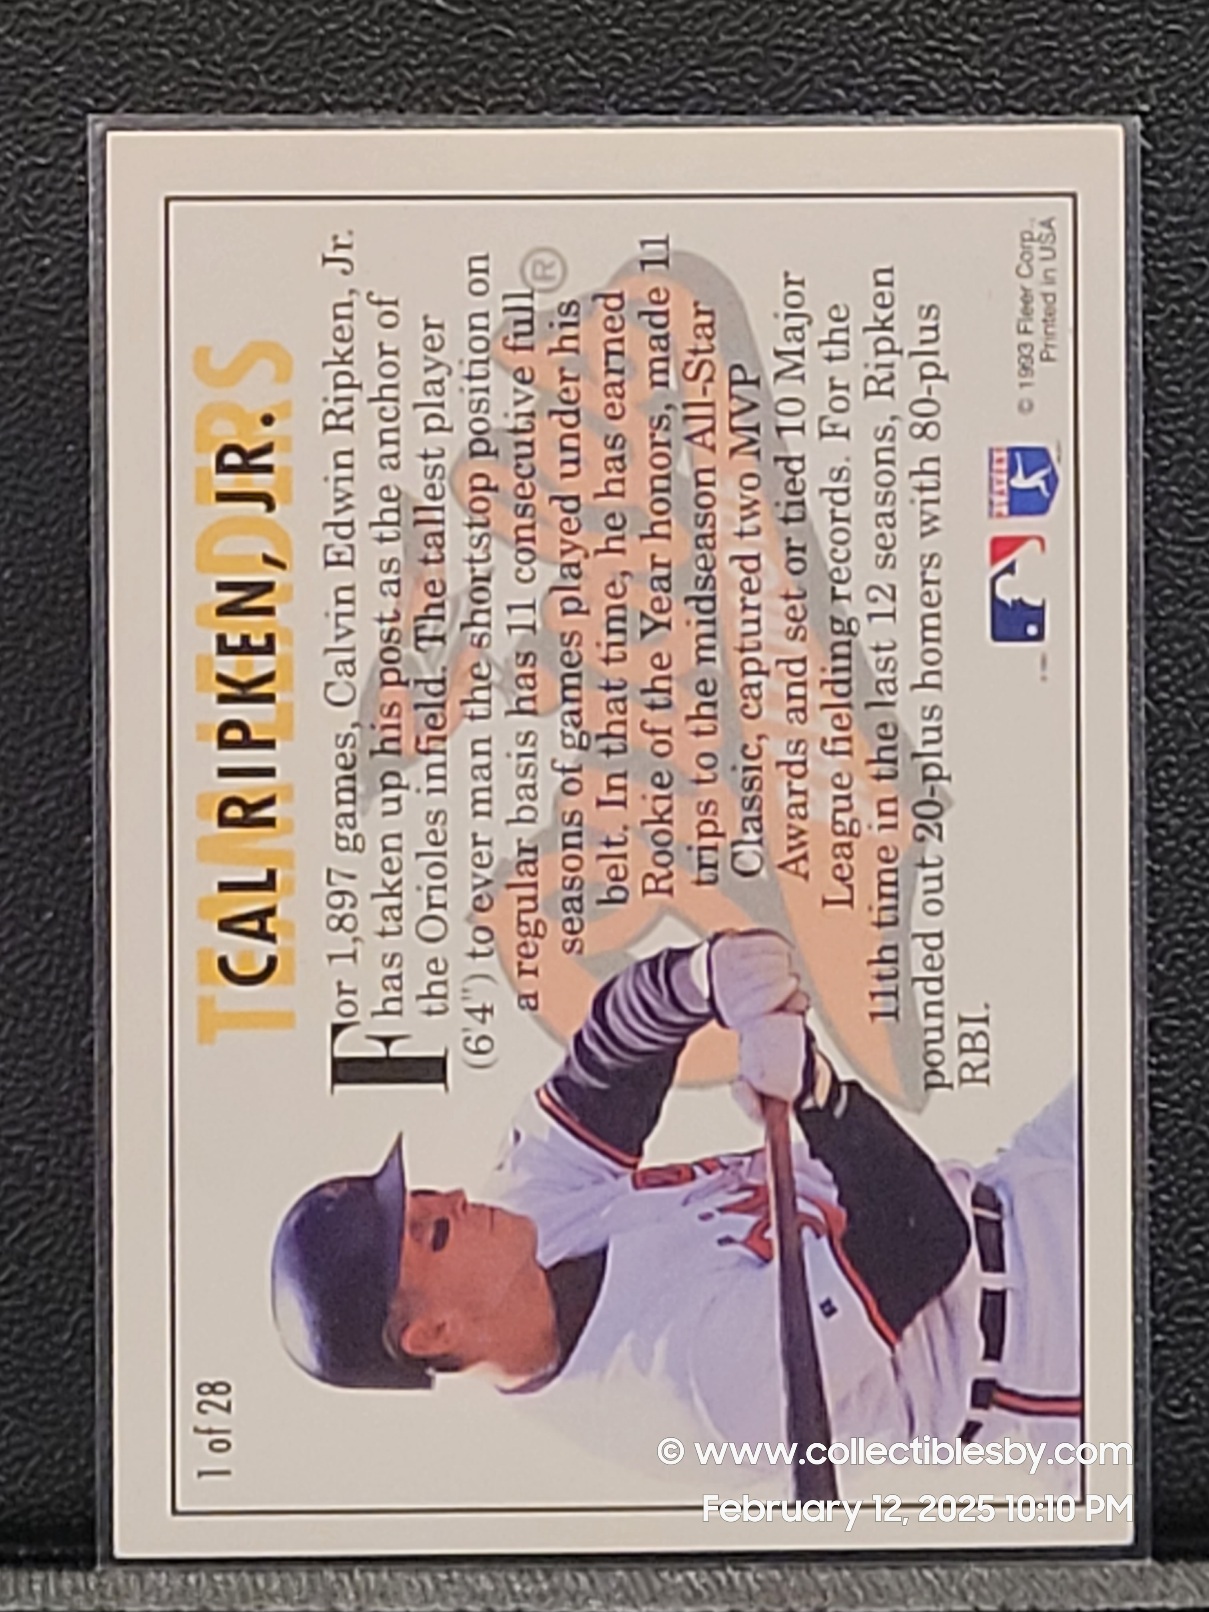 1 of 28
TEAM LEADERS
CAL RIPKEN, JR.
For 1,897 games, Calvin Edwin Ripken, Jr.
has taken up his post as the anchor of
the Orioles infield. The tallest player
(6'4") to ever man the shortstop position on
a regular basis has 11 consecutive full
seasons of games played under his
belt. In that time, he has earned
Rookie of the Year honors, made 11
trips to the midseason All-Star
Classic, captured two MVP
Awards and set or tied 10 Major
League fielding records. For the
11th time in the last 12 seasons, Ripken
pounded out 20-plus homers with 80-plus
RBI.
Orioles
®
© 1993 Fleer Corp.
Printed in USA
© www.collectiblesby.com
February 12, 2025 10:10 PM